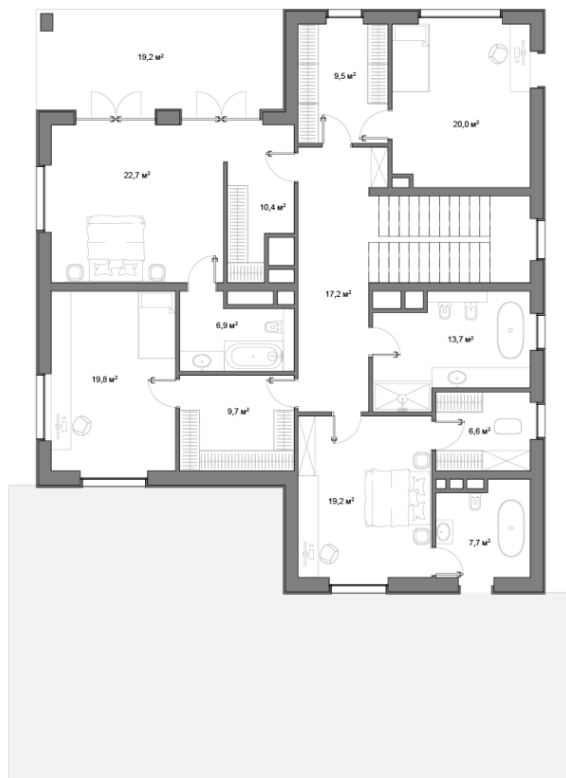 19,2 м²
9,5 м²
20,0 м²
22,7 м²
10,4 м²
17,2 м²
6,9 м²
13,7 м²
19,8 м²
9,7 м²
6,6 м²
19,2 м²
7,7 м²